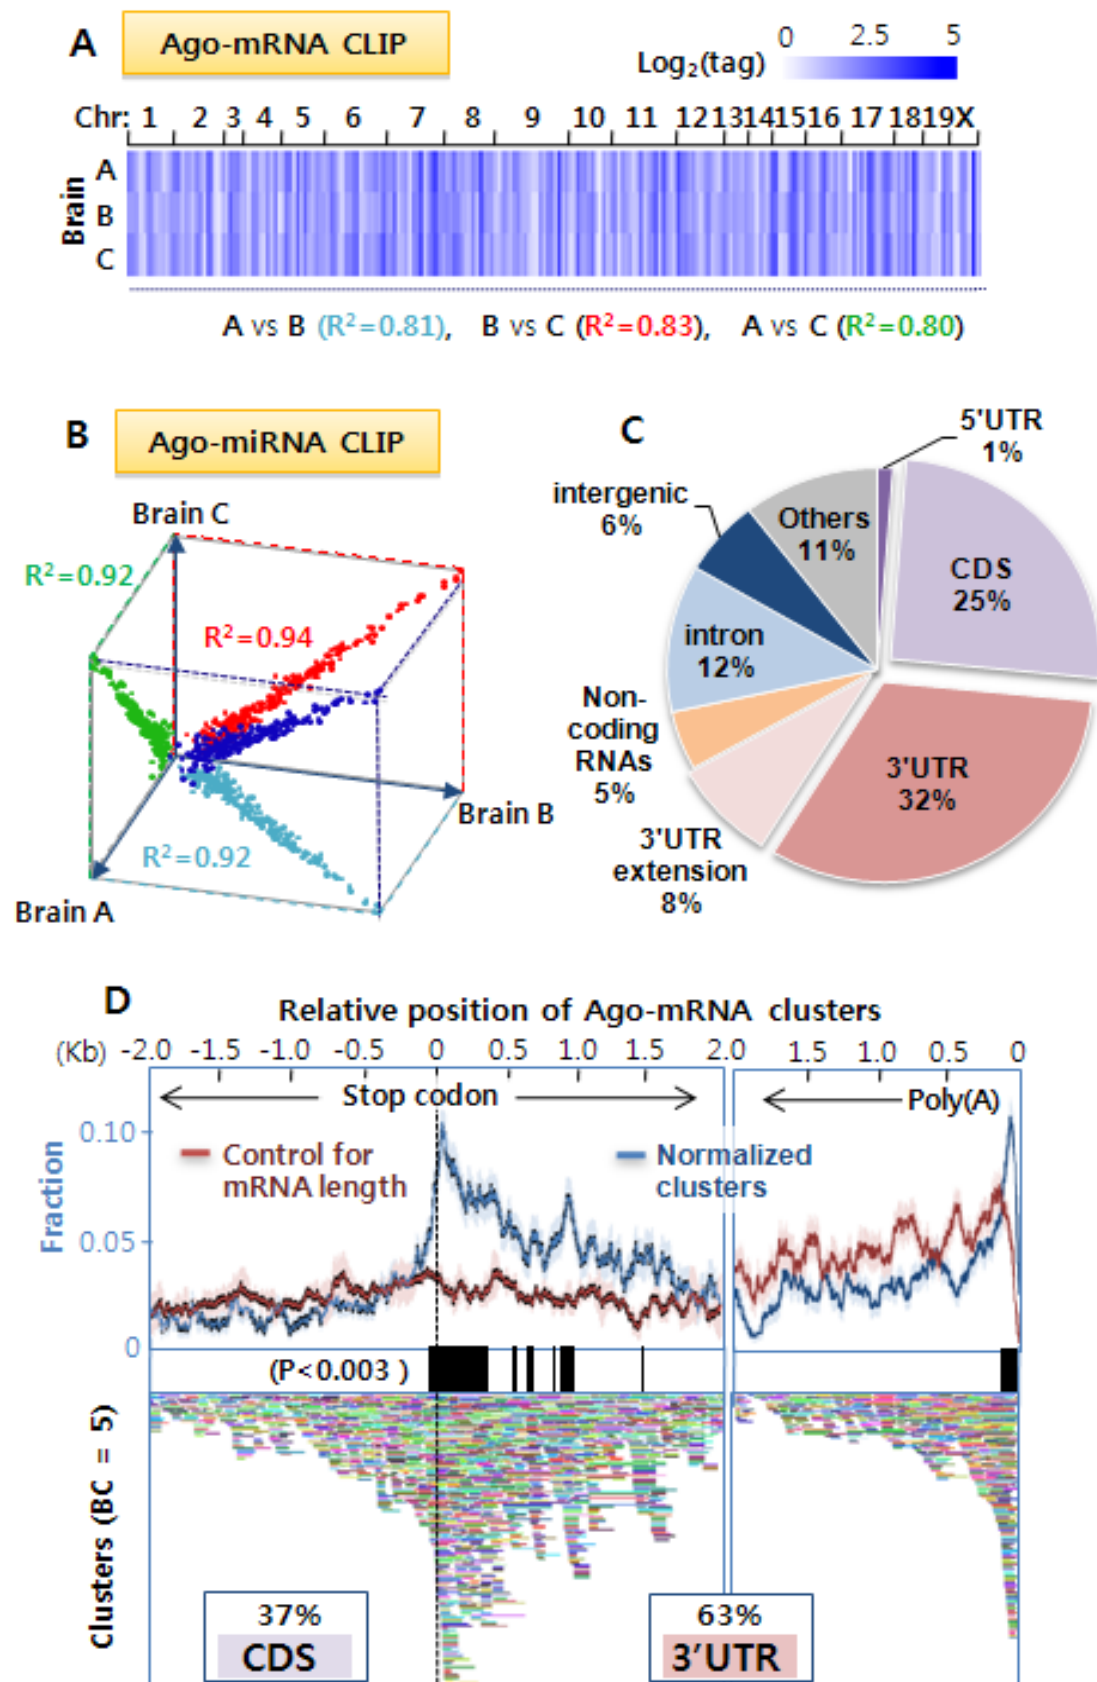 A
Ago-mRNA CLIP
Log₂(tag)
0 2.5 5
Chr: 1 2 3 4 5 6 7 8 9 10 11 12 13 14 15 16 17 18 19 X
Brain
A
B
C
A vs B (R²=0.81), B vs C (R²=0.83), A vs C (R²=0.80)
B
Ago-miRNA CLIP
Brain C
R²=0.92
R²=0.94
Brain B
R²=0.92
Brain A
C
5'UTR
1%
intergenic
6%
Others
11%
CDS
25%
intron
12%
Non-
coding
RNAs
5%
3'UTR
32%
3'UTR
extension
8%
D
Relative position of Ago-mRNA clusters
(Kb) -2.0 -1.5 -1.0 -0.5 0 0.5 1.0 1.5 2.0 1.5 1.0 0.5 0
Stop codon
Poly(A)
Fraction
0.10
0.05
0
Control for
mRNA length
Normalized
clusters
(P<0.003 )
Clusters (BC = 5)
37%
CDS
63%
3’UTR